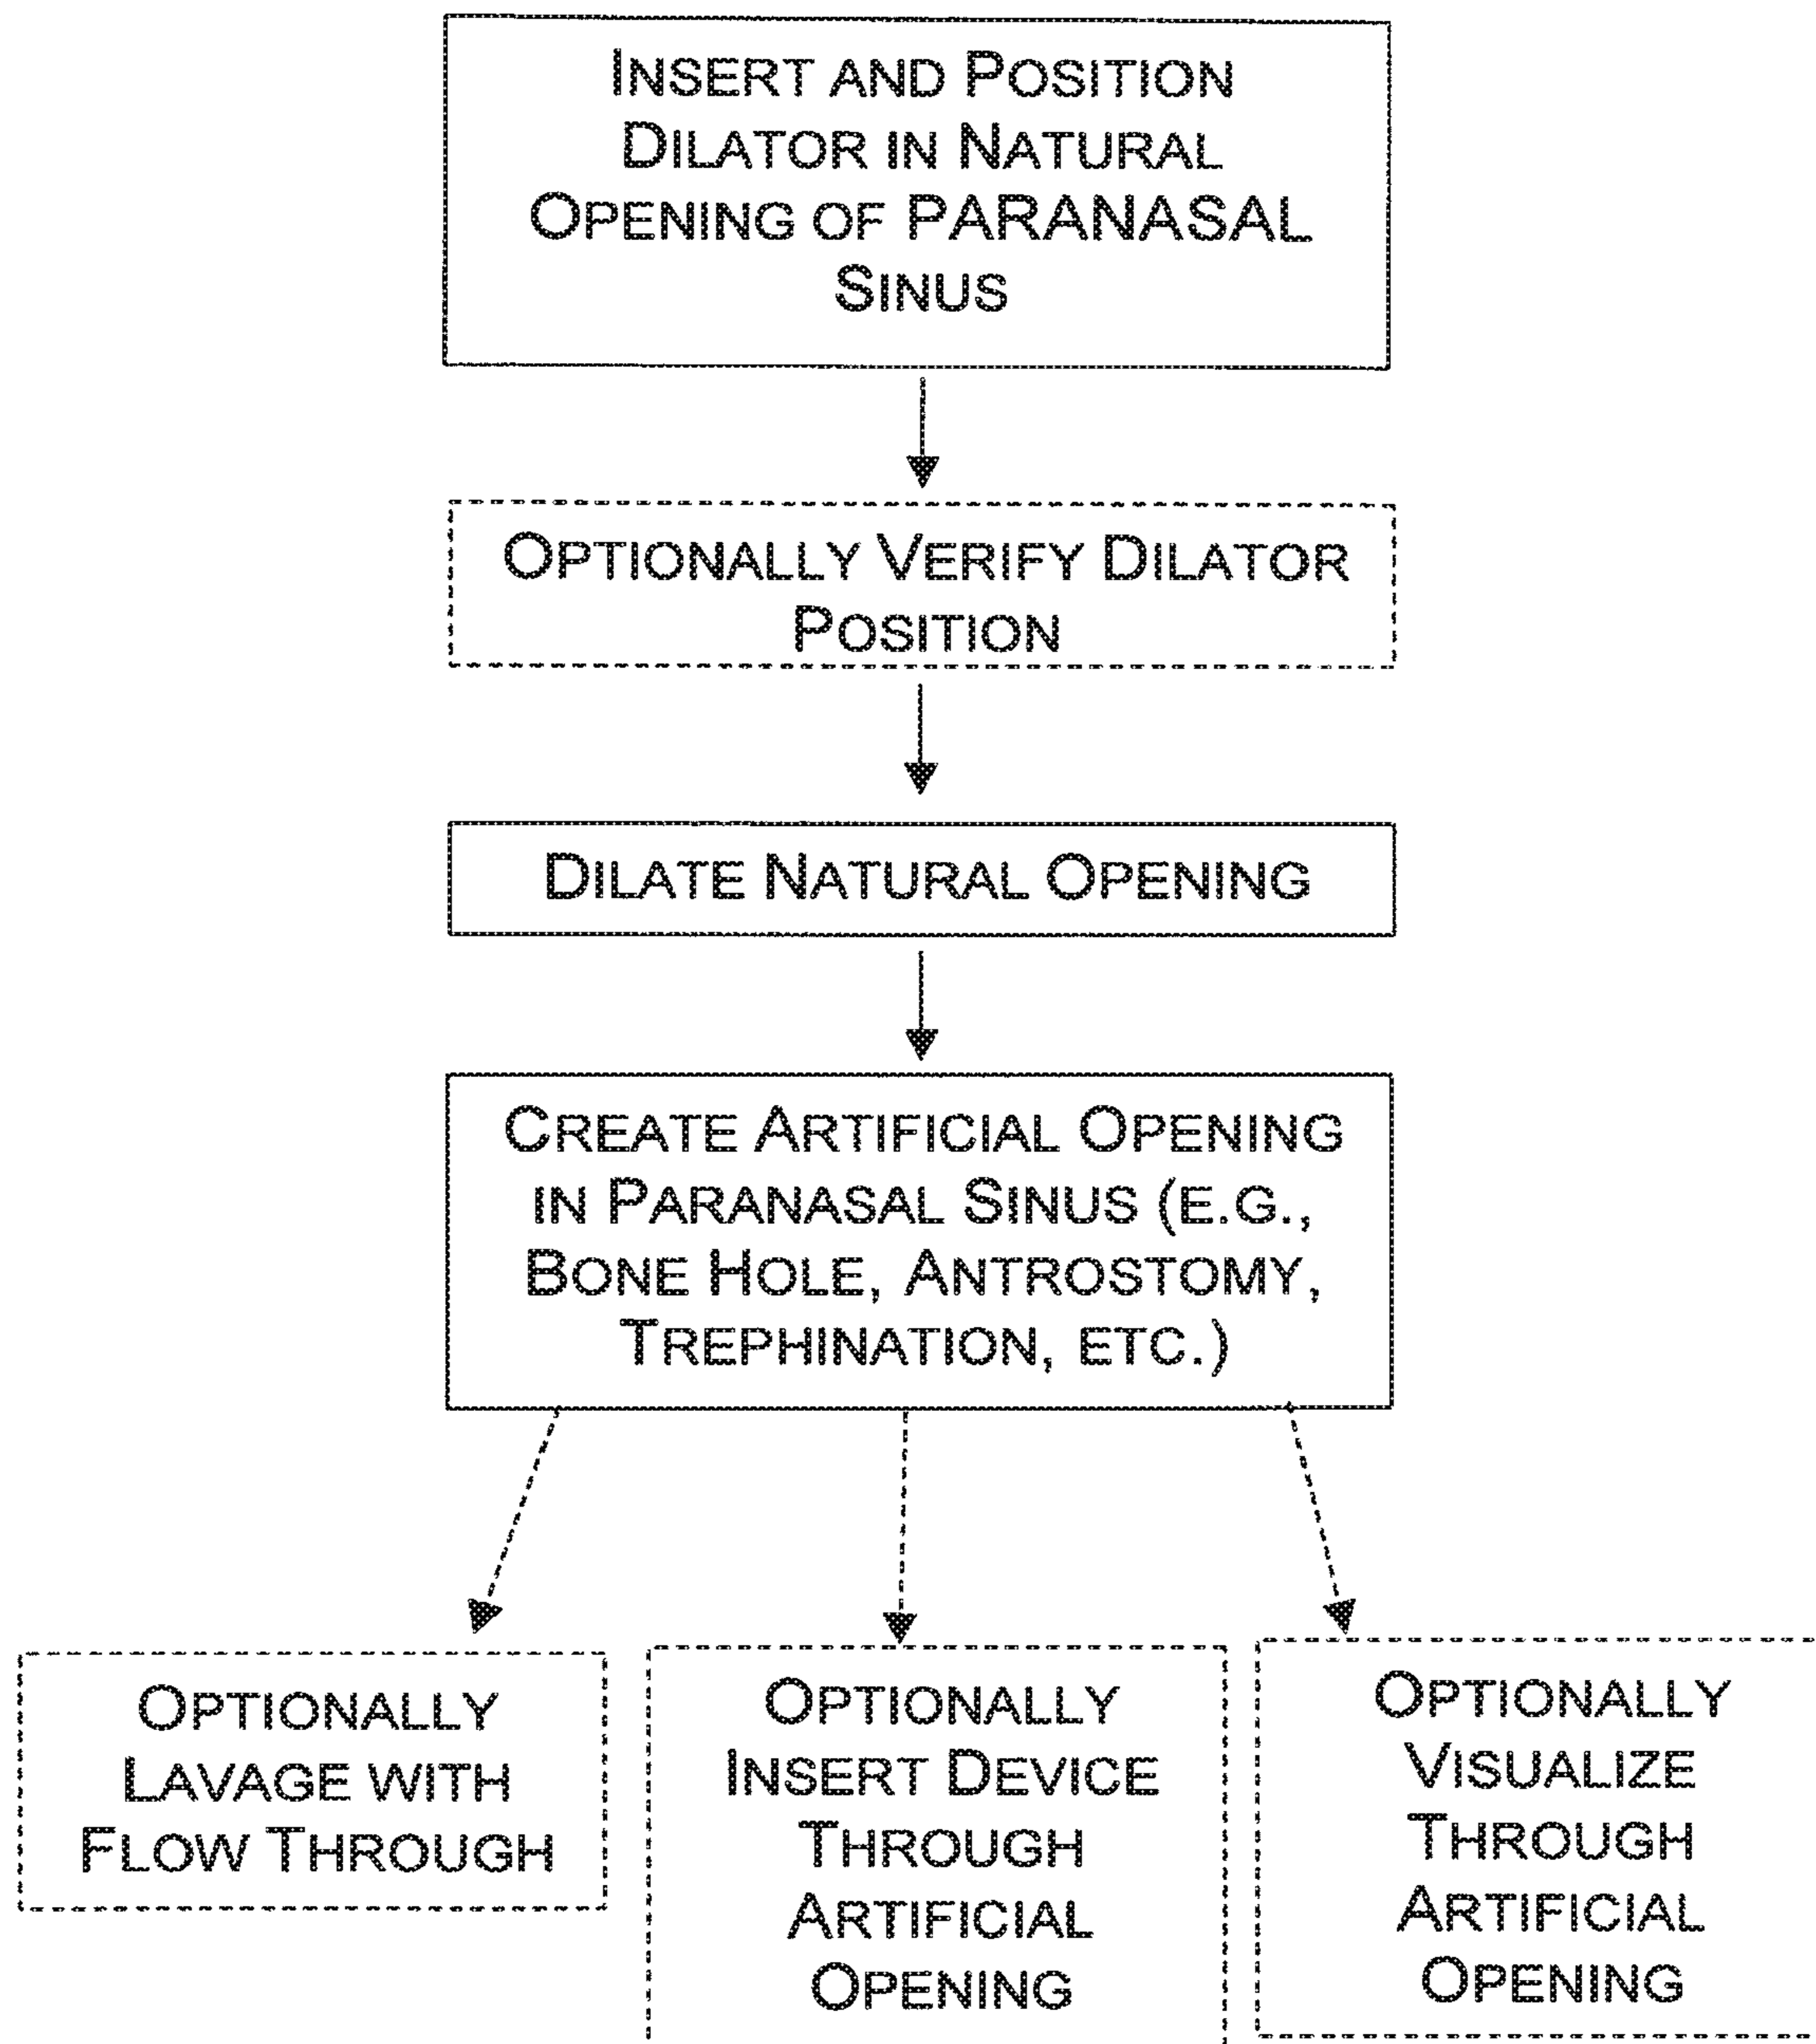 INSERT AND POSITION
DILATOR IN NATURAL
OPENING OF PARANASAL
SINUS
OPTIONALLY VERIFY DILATOR
POSITION
DILATE NATURAL OPENING
CREATE ARTIFICIAL OPENING
IN PARANASAL SINUS (E.G.,
BONE HOLE, ANTROSTOMY,
TREPHINATION, ETC.)
OPTIONALLY
LAVAGE WITH
FLOW THROUGH
OPTIONALLY
INSERT DEVICE
THROUGH
ARTIFICIAL
OPENING
OPTIONALLY
VISUALIZE
THROUGH
ARTIFICIAL
OPENING